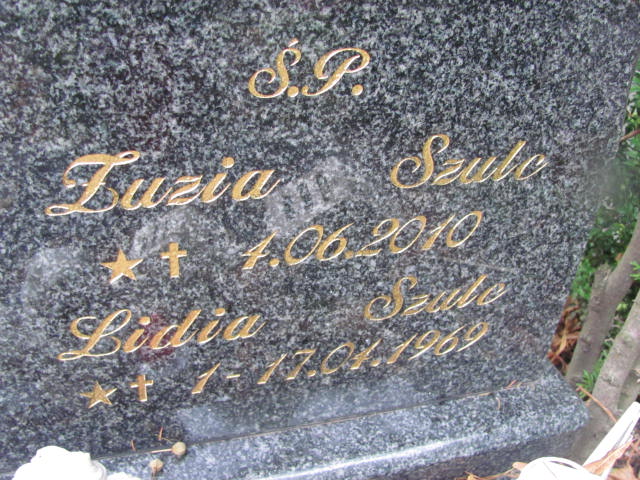 Ś.P.
Zuzia Szulc
★ ✝ 4.06.2010
Lidia Szulc
★ ✝ 1-17.04.1969